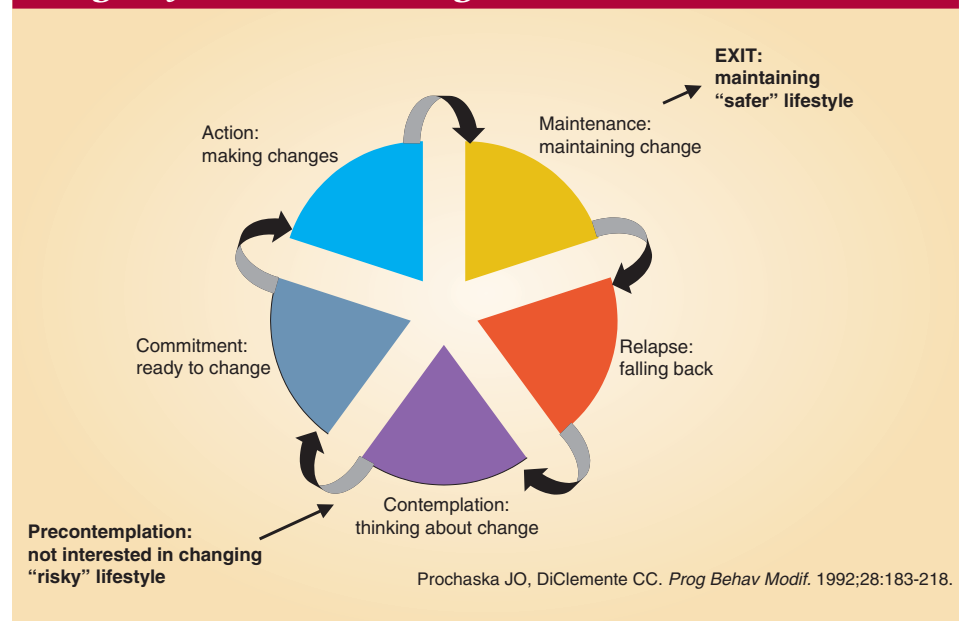 EXIT:
maintaining
“safer” lifestyle
Action:
making changes
Maintenance:
maintaining change
Commitment:
ready to change
Relapse:
falling back
Contemplation:
thinking about change
Precontemplation:
not interested in changing
“risky” lifestyle
Prochaska JO, DiClemente CC. Prog Behav Modif. 1992;28:183-218.